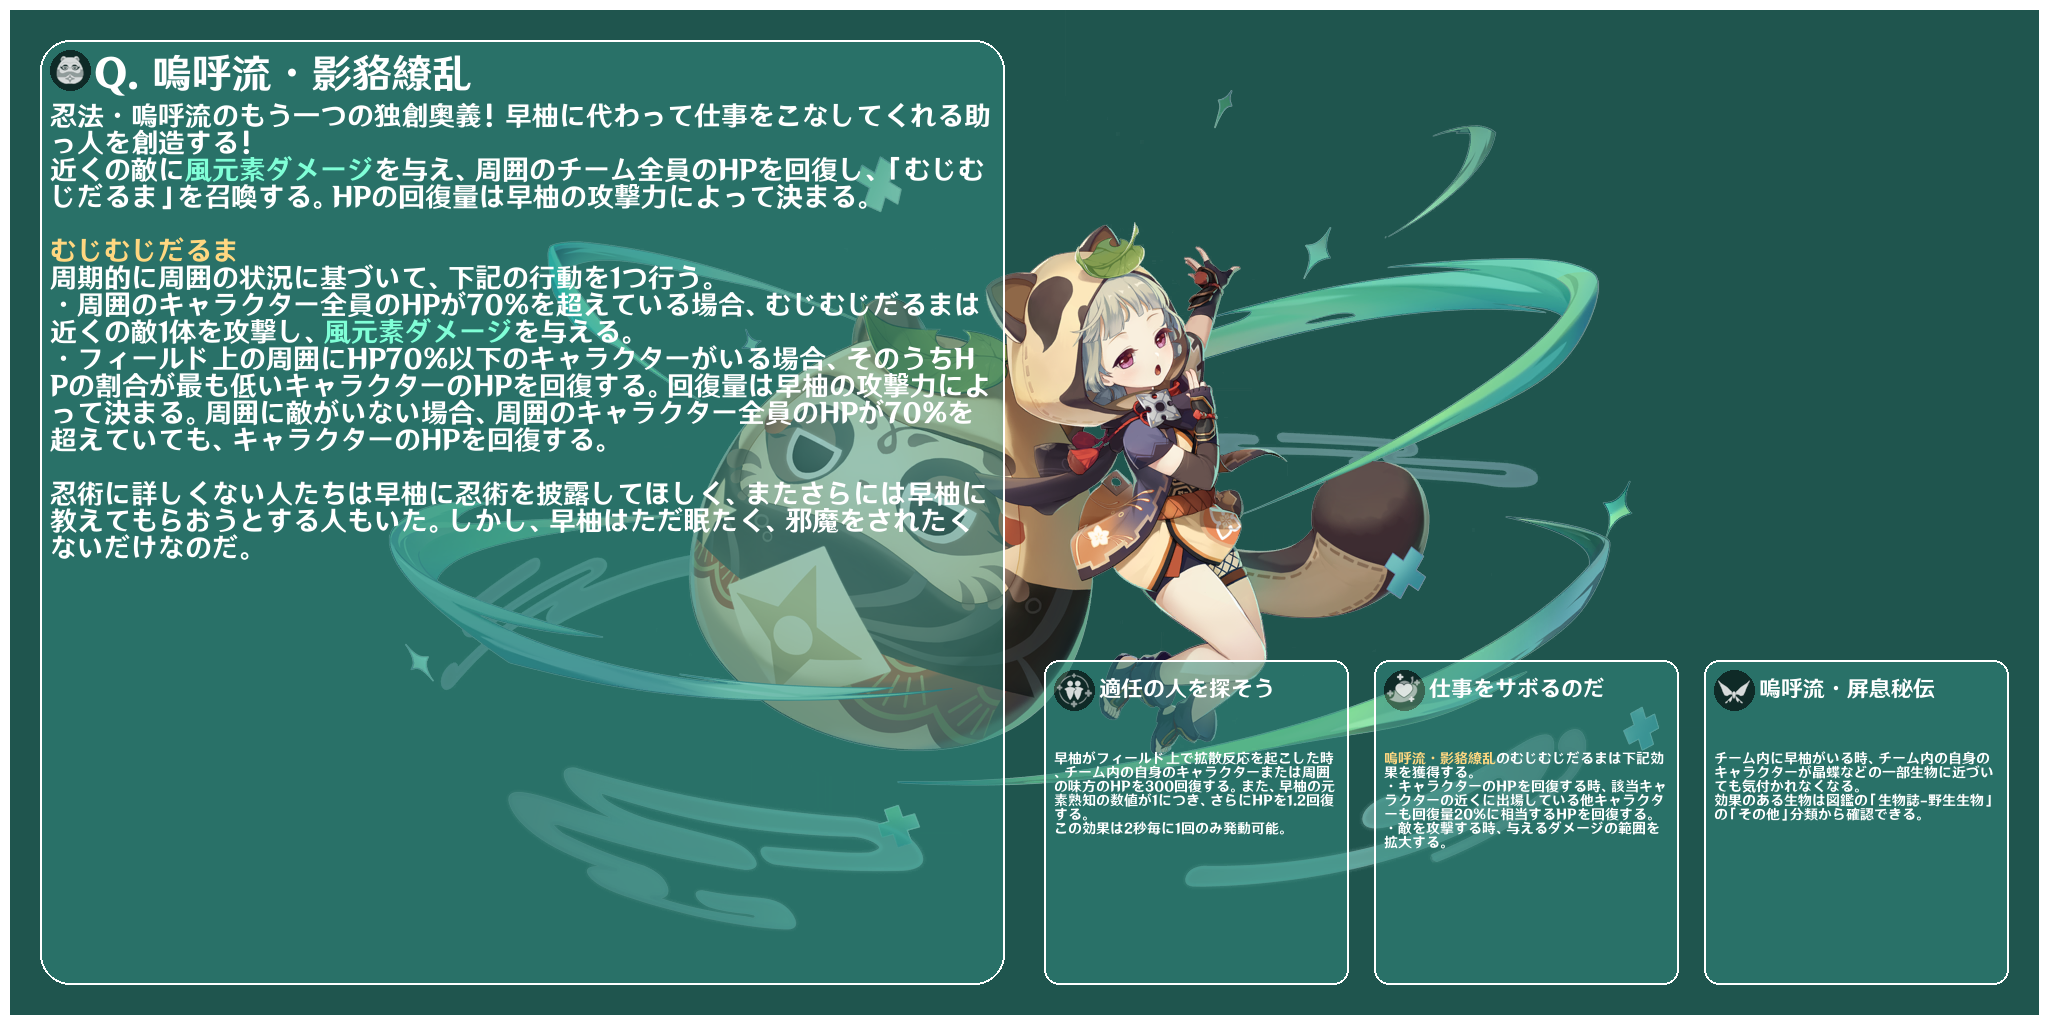 Q. 嗚呼流・影貉繚乱
忍法・嗚呼流のもう一つの独創奥義！早柚に代わって仕事をこなしてくれる助
っ人を創造する！
近くの敵に風元素ダメージを与え、周囲のチーム全員のHPを回復し、「むじむ
じだるま」を召喚する。HPの回復量は早柚の攻撃力によって決まる。
むじむじだるま
周期的に周囲の状況に基づいて、下記の行動を1つ行う。
・周囲のキャラクター全員のHPが70%を超えている場合、むじむじだるまは
近くの敵1体を攻撃し、風元素ダメージを与える。
・フィールド上の周囲にHP70%以下のキャラクターがいる場合、そのうちH
Pの割合が最も低いキャラクターのHPを回復する。回復量は早柚の攻撃力によ
って決まる。周囲に敵がいない場合、周囲のキャラクター全員のHPが70%を
超えていても、キャラクターのHPを回復する。
忍術に詳しくない人たちは早柚に忍術を披露してほしく、またさらには早柚に
教えてもらおうとする人もいた。しかし、早柚はただ眠たく、邪魔をされたく
ないだけなのだ。
適任の人を探そう
早柚がフィールド上で拡散反応を起こした時
、チーム内の自身のキャラクターまたは周囲
の味方のHPを300回復する。また、早柚の元
素熟知の数値が1につき、さらにHPを1.2回復
する。
この効果は2秒毎に1回のみ発動可能。
仕事をサボるのだ
嗚呼流・影貉繚乱のむじむじだるまは下記効
果を獲得する。
・キャラクターのHPを回復する時、該当キャ
ラクターの近くに出場している他キャラクタ
ーも回復量20%に相当するHPを回復する。
・敵を攻撃する時、与えるダメージの範囲を
拡大する。
嗚呼流・屏息秘伝
チーム内に早柚がいる時、チーム内の自身の
キャラクターが晶蝶などの一部生物に近づい
ても気付かれなくなる。
効果のある生物は図鑑の「生物誌-野生生物」
の「その他」分類から確認できる。